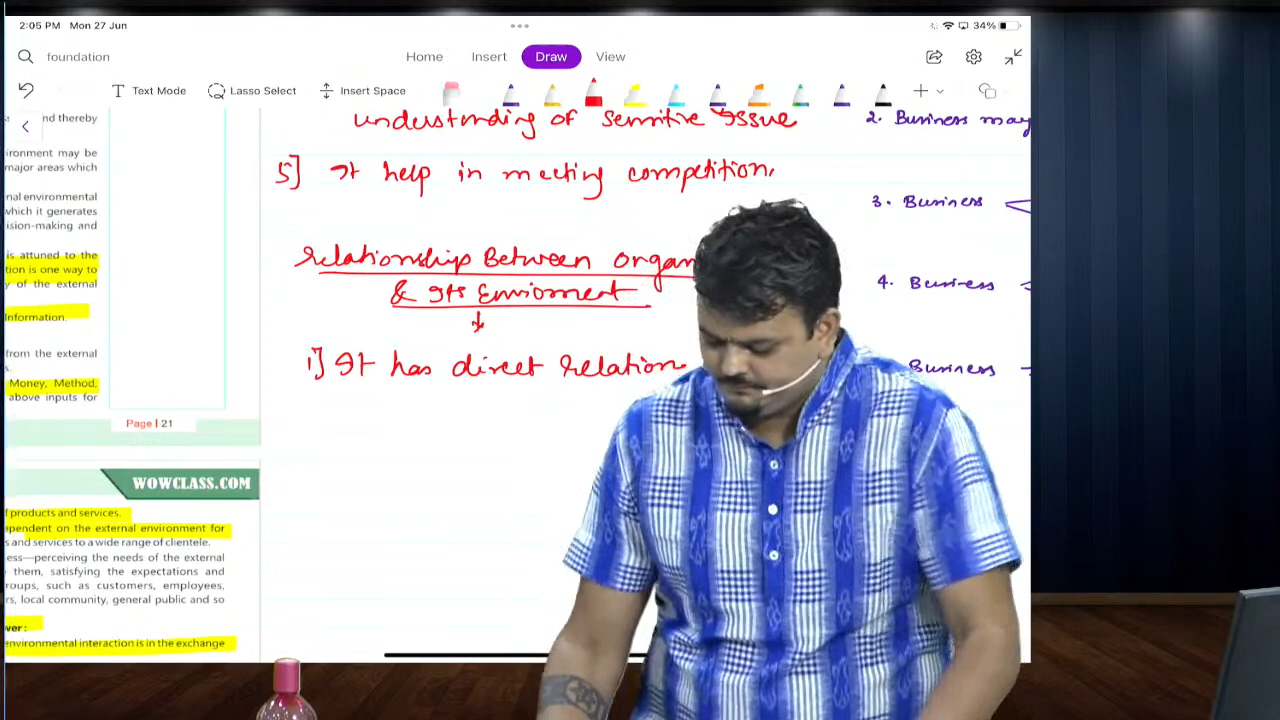 2:05 PM Mon 27 Jun
34%
foundation
Home Insert Draw View
Text Mode Lasso Select Insert Space
nd thereby
ironment may be
major areas which
nal environmental
which it generates
ision-making and
is attuned to the
tion is one way to
y of the external
Information.
from the external
s.
Money, Method,
above inputs for
Page | 21
WOWCLASS.COM
f products and services.
pendent on the external environment for
s and services to a wide range of clientele.
ess—perceiving the needs of the external
them, satisfying the expectations and
roups, such as customers, employees,
rs, local community, general public and so
wer :
environmental interaction is in the exchange
understanding of Sensitive Issue
5] It help in meeting competition.
Relationship Between organ
& Its Enviorment
1] It has direct Relation
2. Business may
3. Business
4. Business
Business